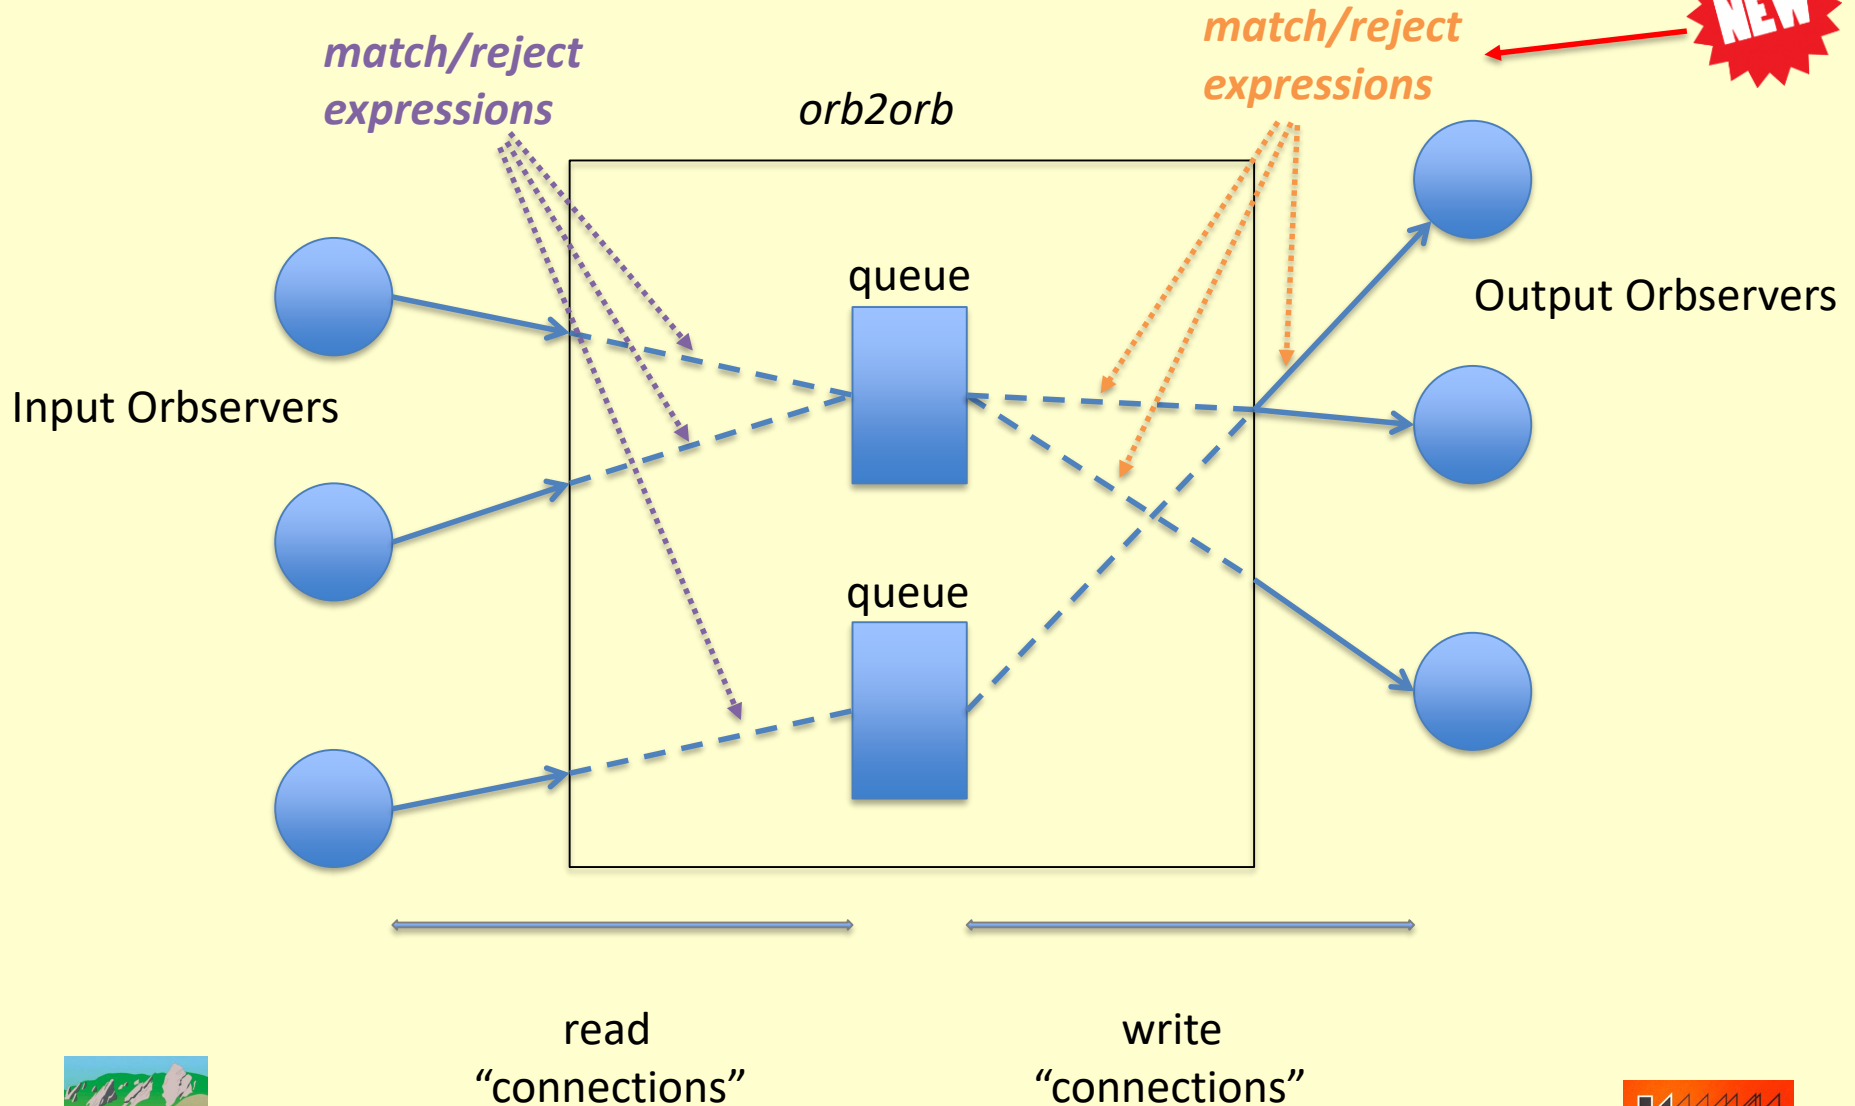 match/reject
expressions
orb2orb
match/reject
expressions
NEW
queue
Output Orbservers
Input Orbservers
queue
read
“connections”
write
“connections”